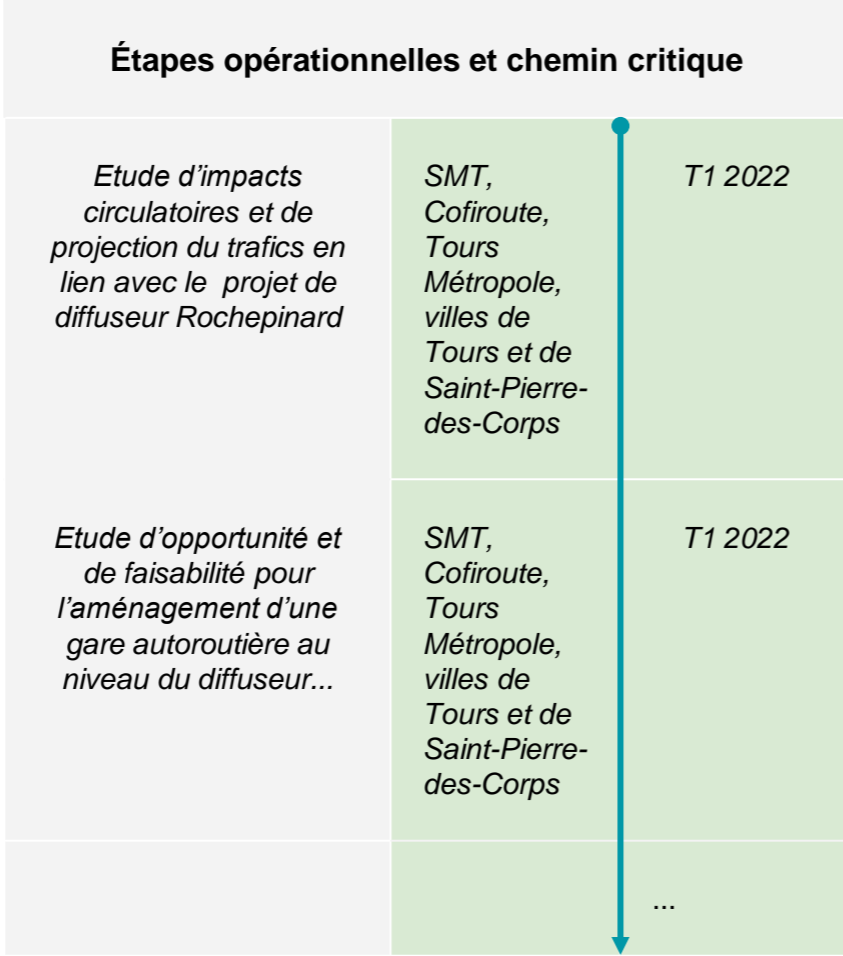 Étapes opérationnelles et chemin critique
Etude d’impacts
circulatoires et de
projection du trafics en
lien avec le projet de
diffuseur Rochepinard
SMT,
Cofiroute,
Tours
Métropole,
villes de
Tours et de
Saint-Pierre-
des-Corps
T1 2022
Etude d’opportunité et
de faisabilité pour
l’aménagement d’une
gare autoroutière au
niveau du diffuseur...
SMT,
Cofiroute,
Tours
Métropole,
villes de
Tours et de
Saint-Pierre-
des-Corps
T1 2022
...